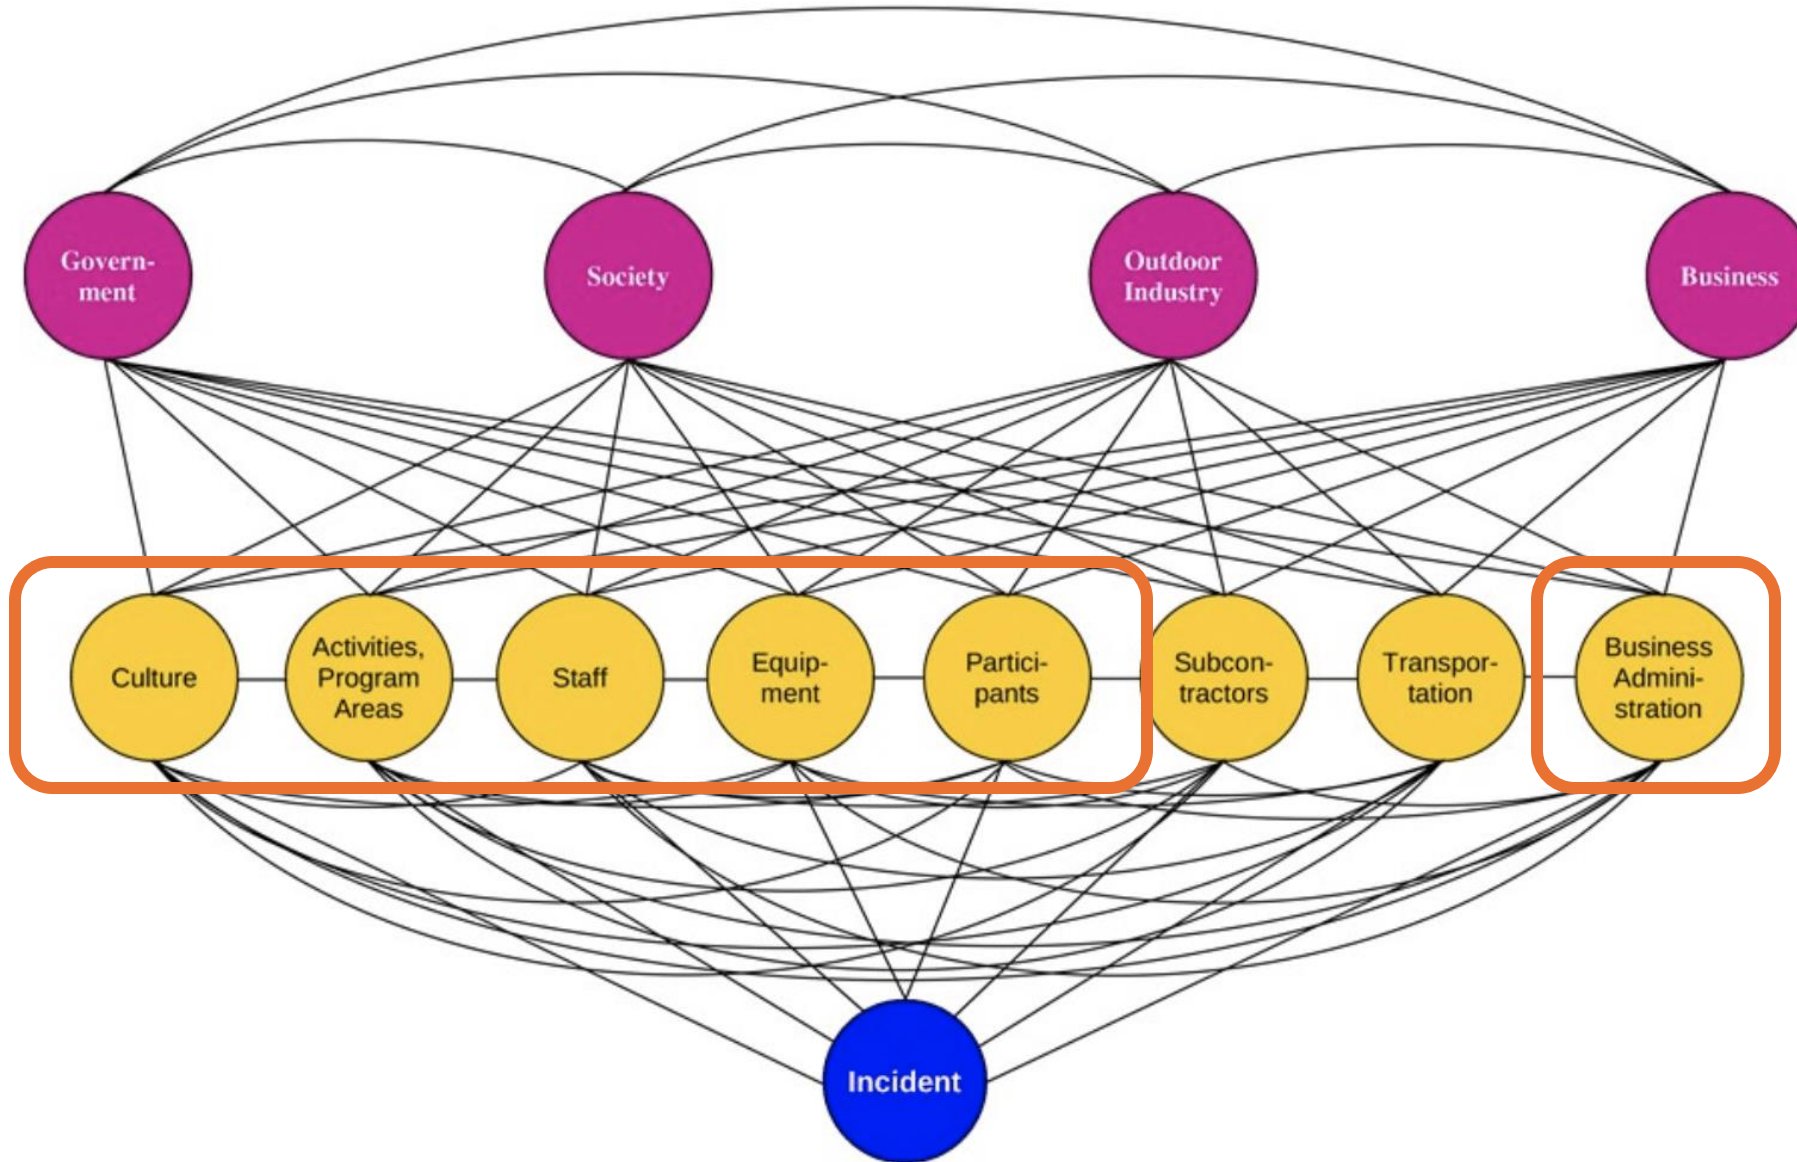 Govern-
ment
Society
Outdoor
Industry
Business
Culture
Activities,
Program
Areas
Staff
Equip-
ment
Partici-
pants
Subcon-
tractors
Transpor-
tation
Business
Admini-
stration
Incident